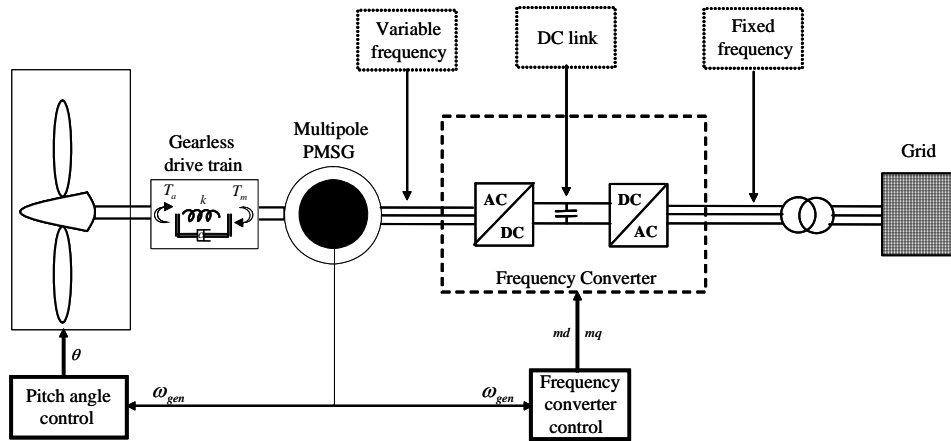 Variable
frequency
DC link
Fixed
frequency
Gearless
drive train
Multipole
PMSG
Grid
T_a
k
T_m
c
AC
DC
DC
AC
Frequency Converter
md mq
θ
Pitch angle
control
ω_gen
ω_gen
Frequency
converter
control